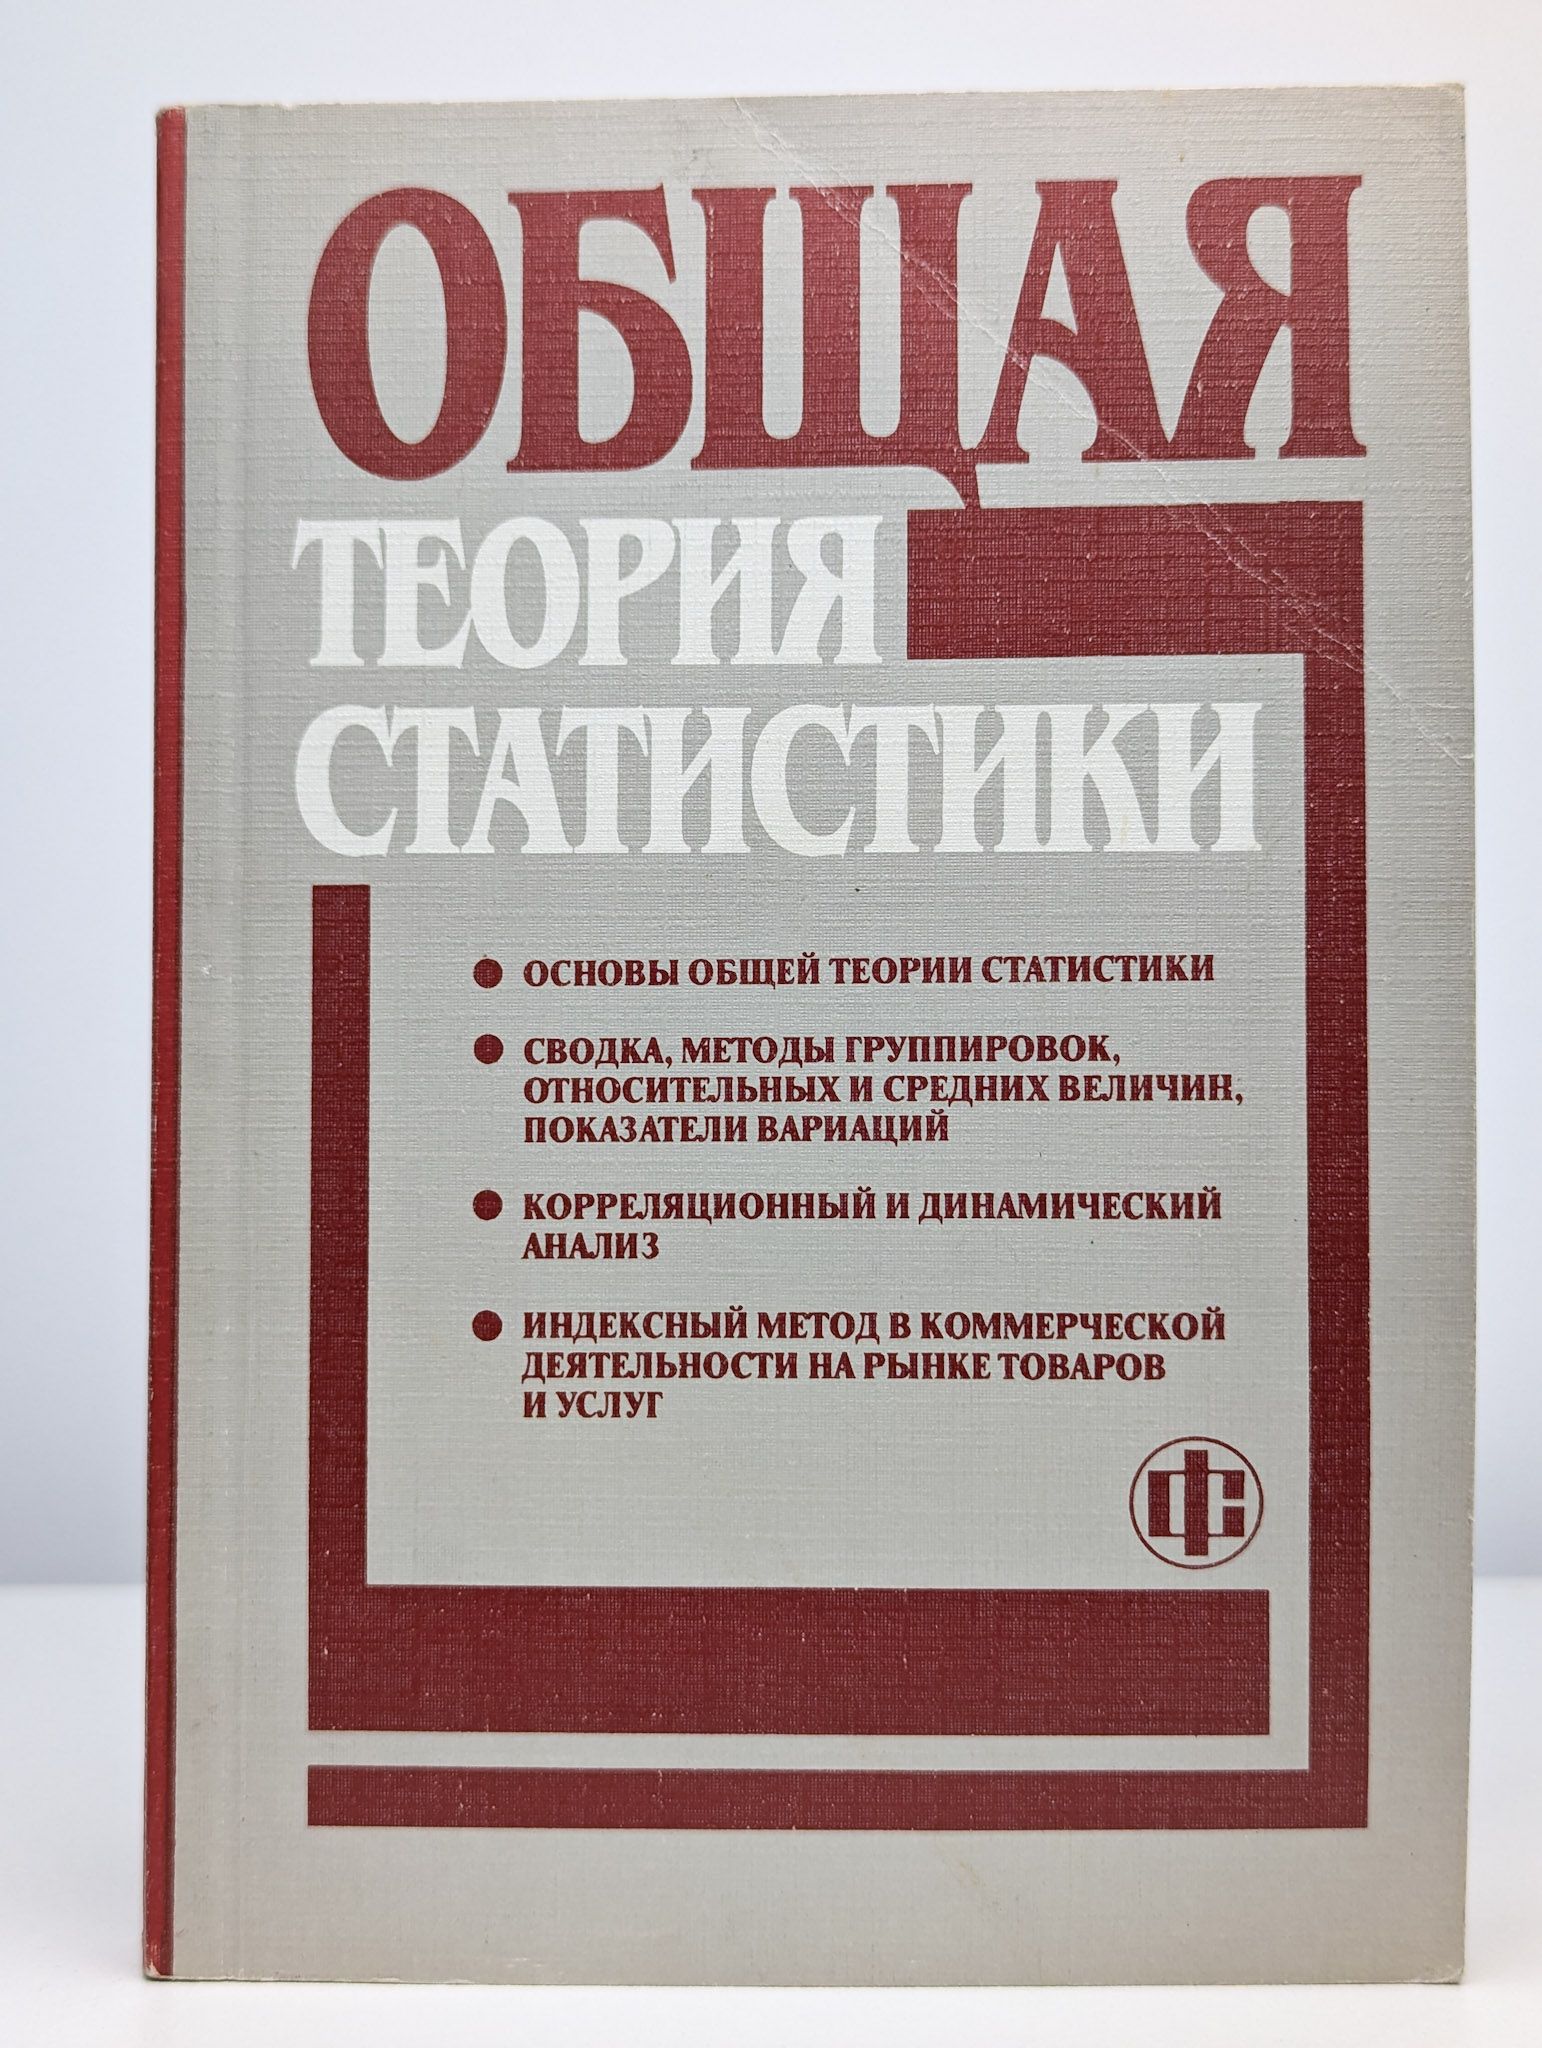 ОБЩАЯ
ТЕОРИЯ
СТАТИСТИКИ
● ОСНОВЫ ОБЩЕЙ ТЕОРИИ СТАТИСТИКИ
● СВОДКА, МЕТОДЫ ГРУППИРОВОК,
ОТНОСИТЕЛЬНЫХ И СРЕДНИХ ВЕЛИЧИН,
ПОКАЗАТЕЛИ ВАРИАЦИЙ
● КОРРЕЛЯЦИОННЫЙ И ДИНАМИЧЕСКИЙ
АНАЛИЗ
● ИНДЕКСНЫЙ МЕТОД В КОММЕРЧЕСКОЙ
ДЕЯТЕЛЬНОСТИ НА РЫНКЕ ТОВАРОВ
И УСЛУГ
ФС